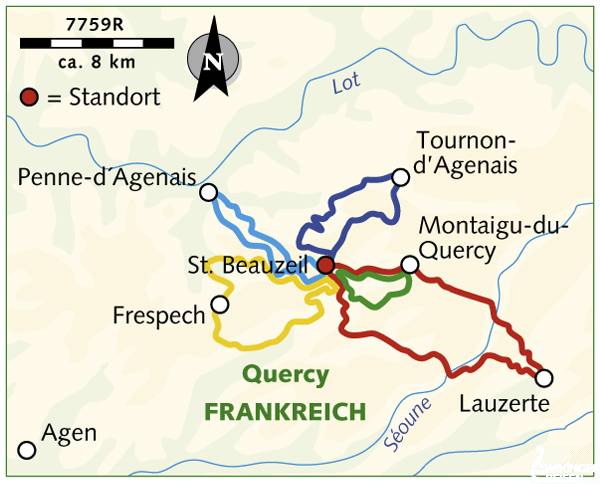 7759R
ca. 8 km
N
= Standort
Lot
Tournon-
d'Agenais
Penne-d´Agenais
Montaigu-du-
Quercy
St. Beauzeil
Frespech
Quercy
FRANKREICH
Lauzerte
Séoune
Agen